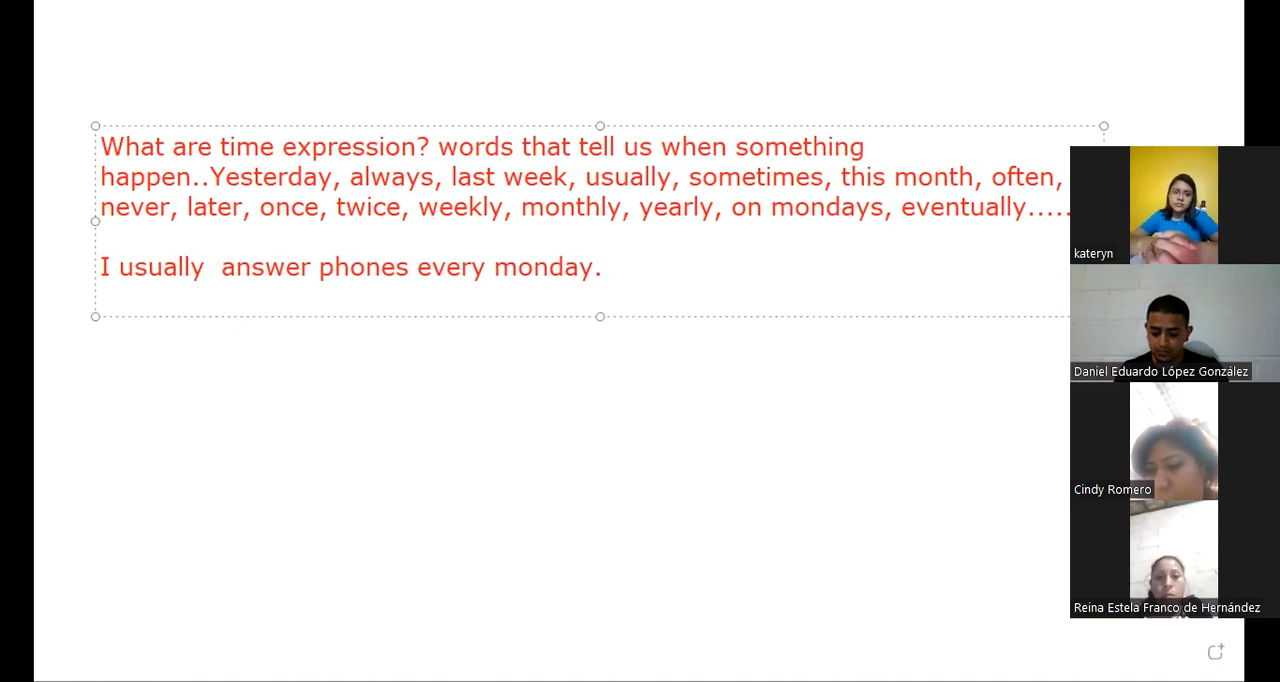 What are time expression? words that tell us when something
happen..Yesterday, always, last week, usually, sometimes, this month, often,
never, later, once, twice, weekly, monthly, yearly, on mondays, eventually.....
I usually  answer phones every monday.
kateryn
Daniel Eduardo López González
Cindy Romero
Reina Estela Franco de Hernández